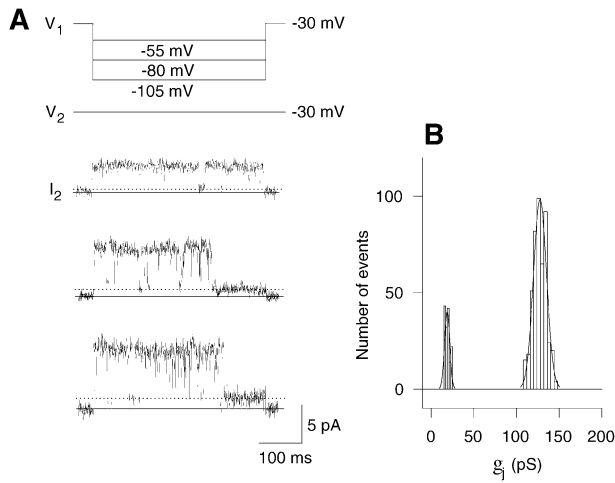 A
V1 -30 mV
-55 mV
-80 mV
-105 mV
V2 -30 mV
I2
5 pA
100 ms
B
Number of events
100
50
0
0 50 100 150 200
gj (pS)